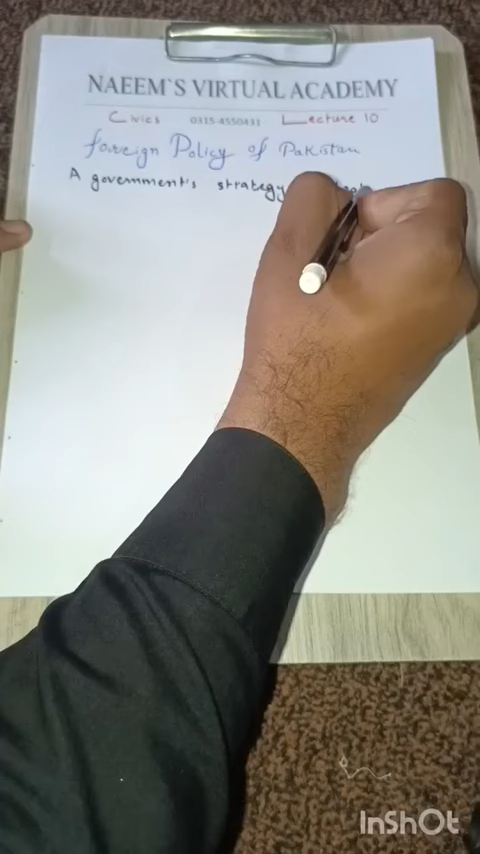 NAEEM`S VIRTUAL ACADEMY
Civics 0315-4550431 Lecture 10
foreign Policy of Pakistan
A government's strategy
InShOt